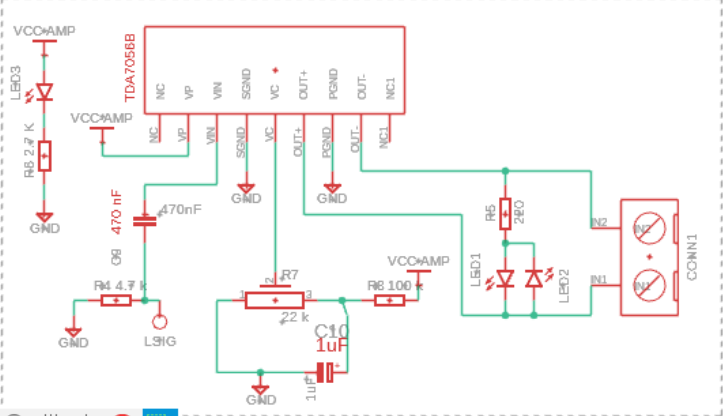 VCC·AMP
LED3
R6 2.7 K
GND
VCC·AMP
TDA7056B
NC
VP
VIN
SGND
VC
OUT+
PGND
OUT-
NC1
NC
VP
VIN
SGND
VC
OUT+
PGND
OUT-
NC1
GND
GND
470 nF
470nF
R4 4.7 k
GND
LSIG
R7
1
2
3
22 k
C10
1uF
1uF
GND
VCC·AMP
R8 100 k
R5
220
LED1
LED2
IN2
IN2
IN1
IN1
CONN1